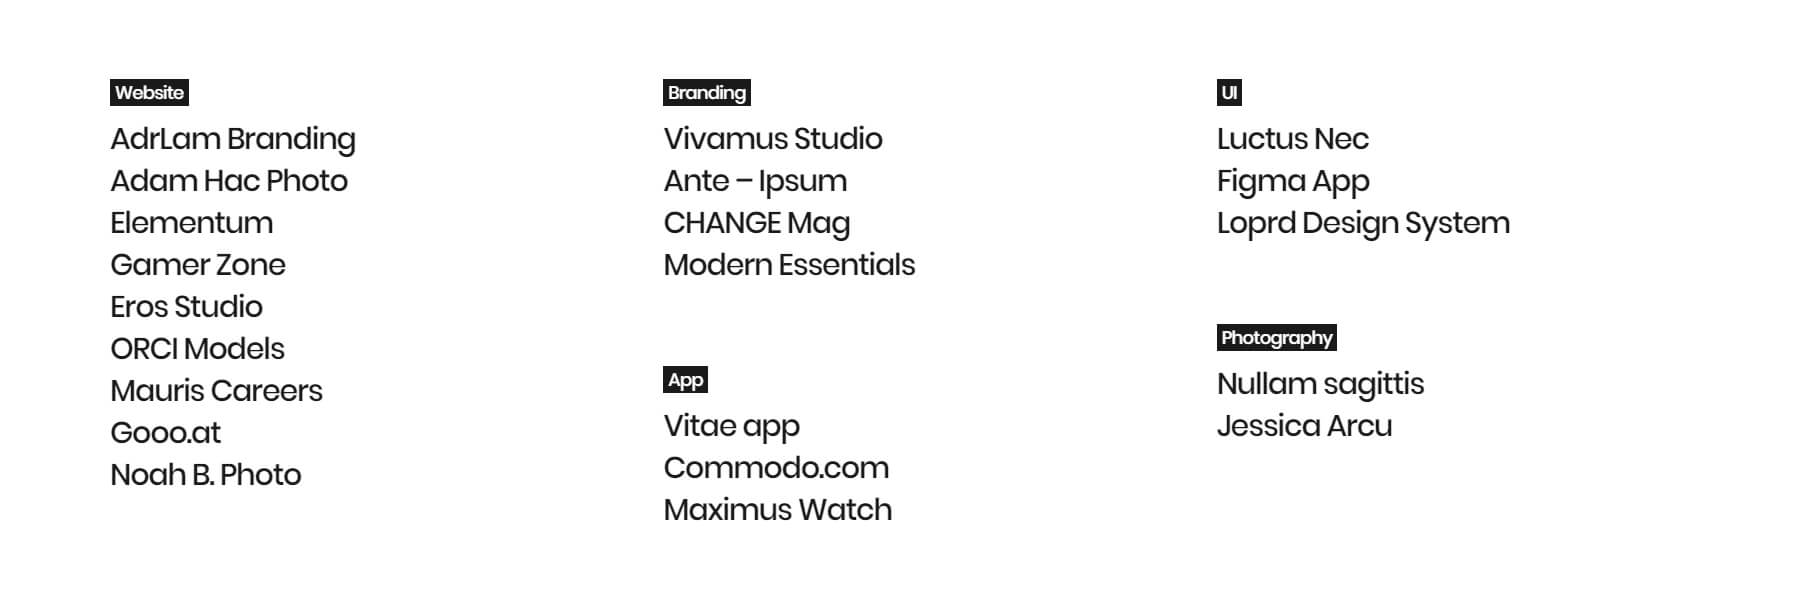 Website
AdrLam Branding
Adam Hac Photo
Elementum
Gamer Zone
Eros Studio
ORCI Models
Mauris Careers
Gooo.at
Noah B. Photo
Branding
Vivamus Studio
Ante – Ipsum
CHANGE Mag
Modern Essentials
App
Vitae app
Commodo.com
Maximus Watch
UI
Luctus Nec
Figma App
Loprd Design System
Photography
Nullam sagittis
Jessica Arcu